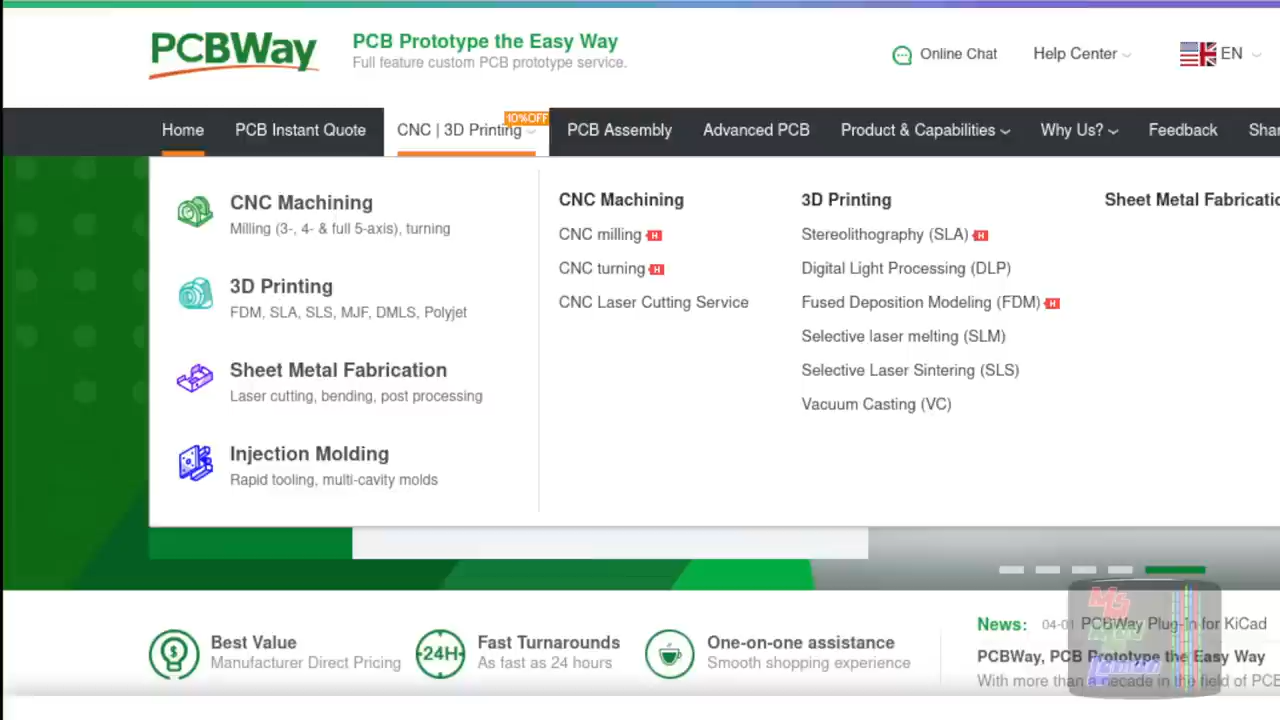 PCBWay
PCB Prototype the Easy Way
Full feature custom PCB prototype service.
Online Chat
Help Center
EN
Home
PCB Instant Quote
CNC | 3D Printing
10%OFF
PCB Assembly
Advanced PCB
Product & Capabilities
Why Us?
Feedback
CNC Machining
Milling (3-, 4- & full 5-axis), turning
3D Printing
FDM, SLA, SLS, MJF, DMLS, Polyjet
Sheet Metal Fabrication
Laser cutting, bending, post processing
Injection Molding
Rapid tooling, multi-cavity molds
CNC Machining
CNC milling H
CNC turning H
CNC Laser Cutting Service
3D Printing
Stereolithography (SLA) H
Digital Light Processing (DLP)
Fused Deposition Modeling (FDM) H
Selective laser melting (SLM)
Selective Laser Sintering (SLS)
Vacuum Casting (VC)
Sheet Metal
Best Value
Manufacturer Direct Pricing
24H
Fast Turnarounds
As fast as 24 hours
One-on-one assistance
Smooth shopping experience
News: PCBWay Plug-In for KiCad
PCBWay, PCB Prototype the Easy Way
With more than a decade in the field of PCB